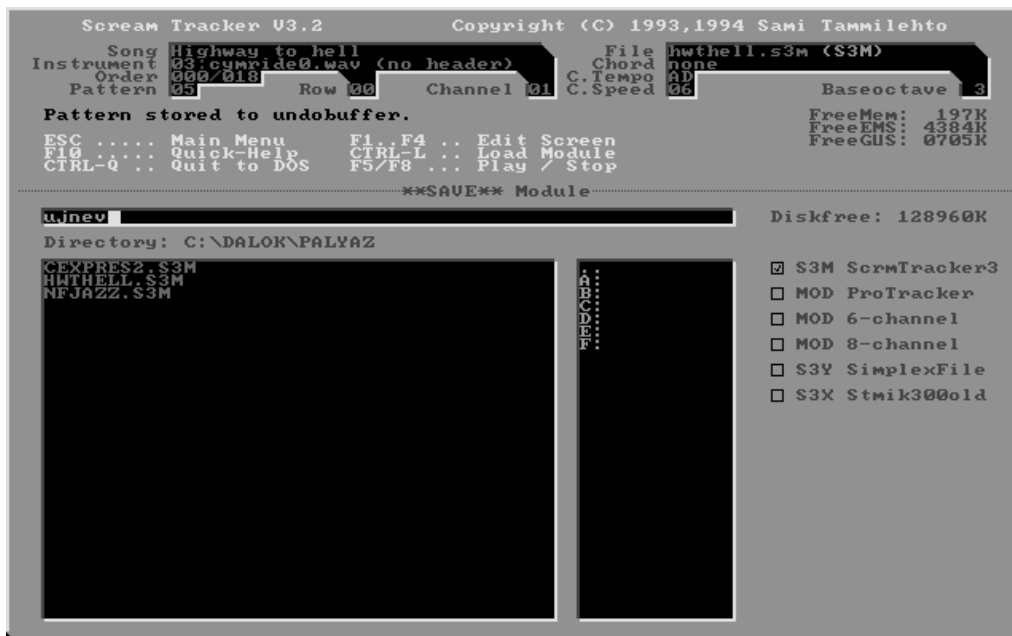 Scream Tracker V3.2 Copyright (C) 1993,1994 Sami Tammilehto
Song Highway to hell File hwthell.s3m (S3M)
Instrument 03:cymride0.wav (no header) Chord none
Order 000/018 C.Tempo AD
Pattern 05 Row 00 Channel 01 C.Speed 06 Baseoctave 3
Pattern stored to undobuffer. FreeMem: 197K
FreeEMS: 4384K
ESC ..... Main Menu F1..F4 .. Edit Screen FreeGUS: 0705K
F10 ..... Quick-Help CTRL-L .. Load Module
CTRL-Q .. Quit to DOS F5/F8 ... Play / Stop
**SAVE** Module
ujnev Diskfree: 128960K
Directory: C:\DALOK\PALYAZ
CEXPRES2.S3M
HWTHELL.S3M
NFJAZZ.S3M
..
A:
B:
C:
D:
E:
F:
S3M ScrmTracker3
MOD ProTracker
MOD 6-channel
MOD 8-channel
S3Y SimplexFile
S3X Stmik300old